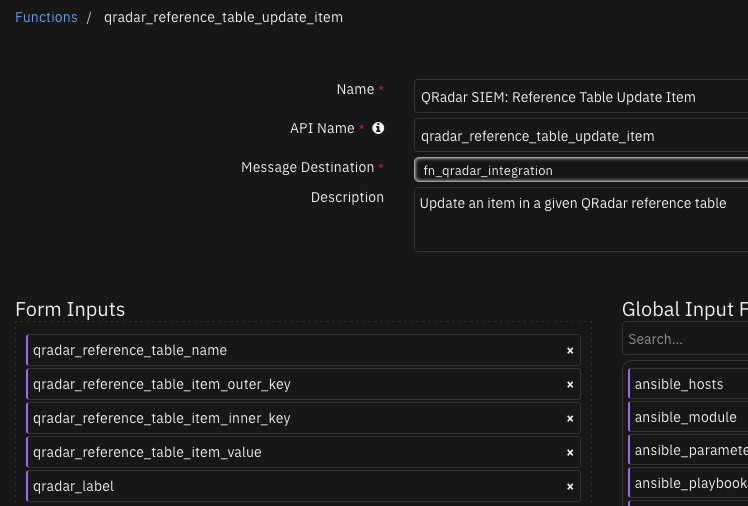 Functions / qradar_reference_table_update_item
Name * QRadar SIEM: Reference Table Update Item
API Name * qradar_reference_table_update_item
Message Destination * fn_qradar_integration
Description Update an item in a given QRadar reference table
Form Inputs
qradar_reference_table_name ×
qradar_reference_table_item_outer_key ×
qradar_reference_table_item_inner_key ×
qradar_reference_table_item_value ×
qradar_label ×
Global Input F
Search...
ansible_hosts
ansible_module
ansible_paramete
ansible_playbook